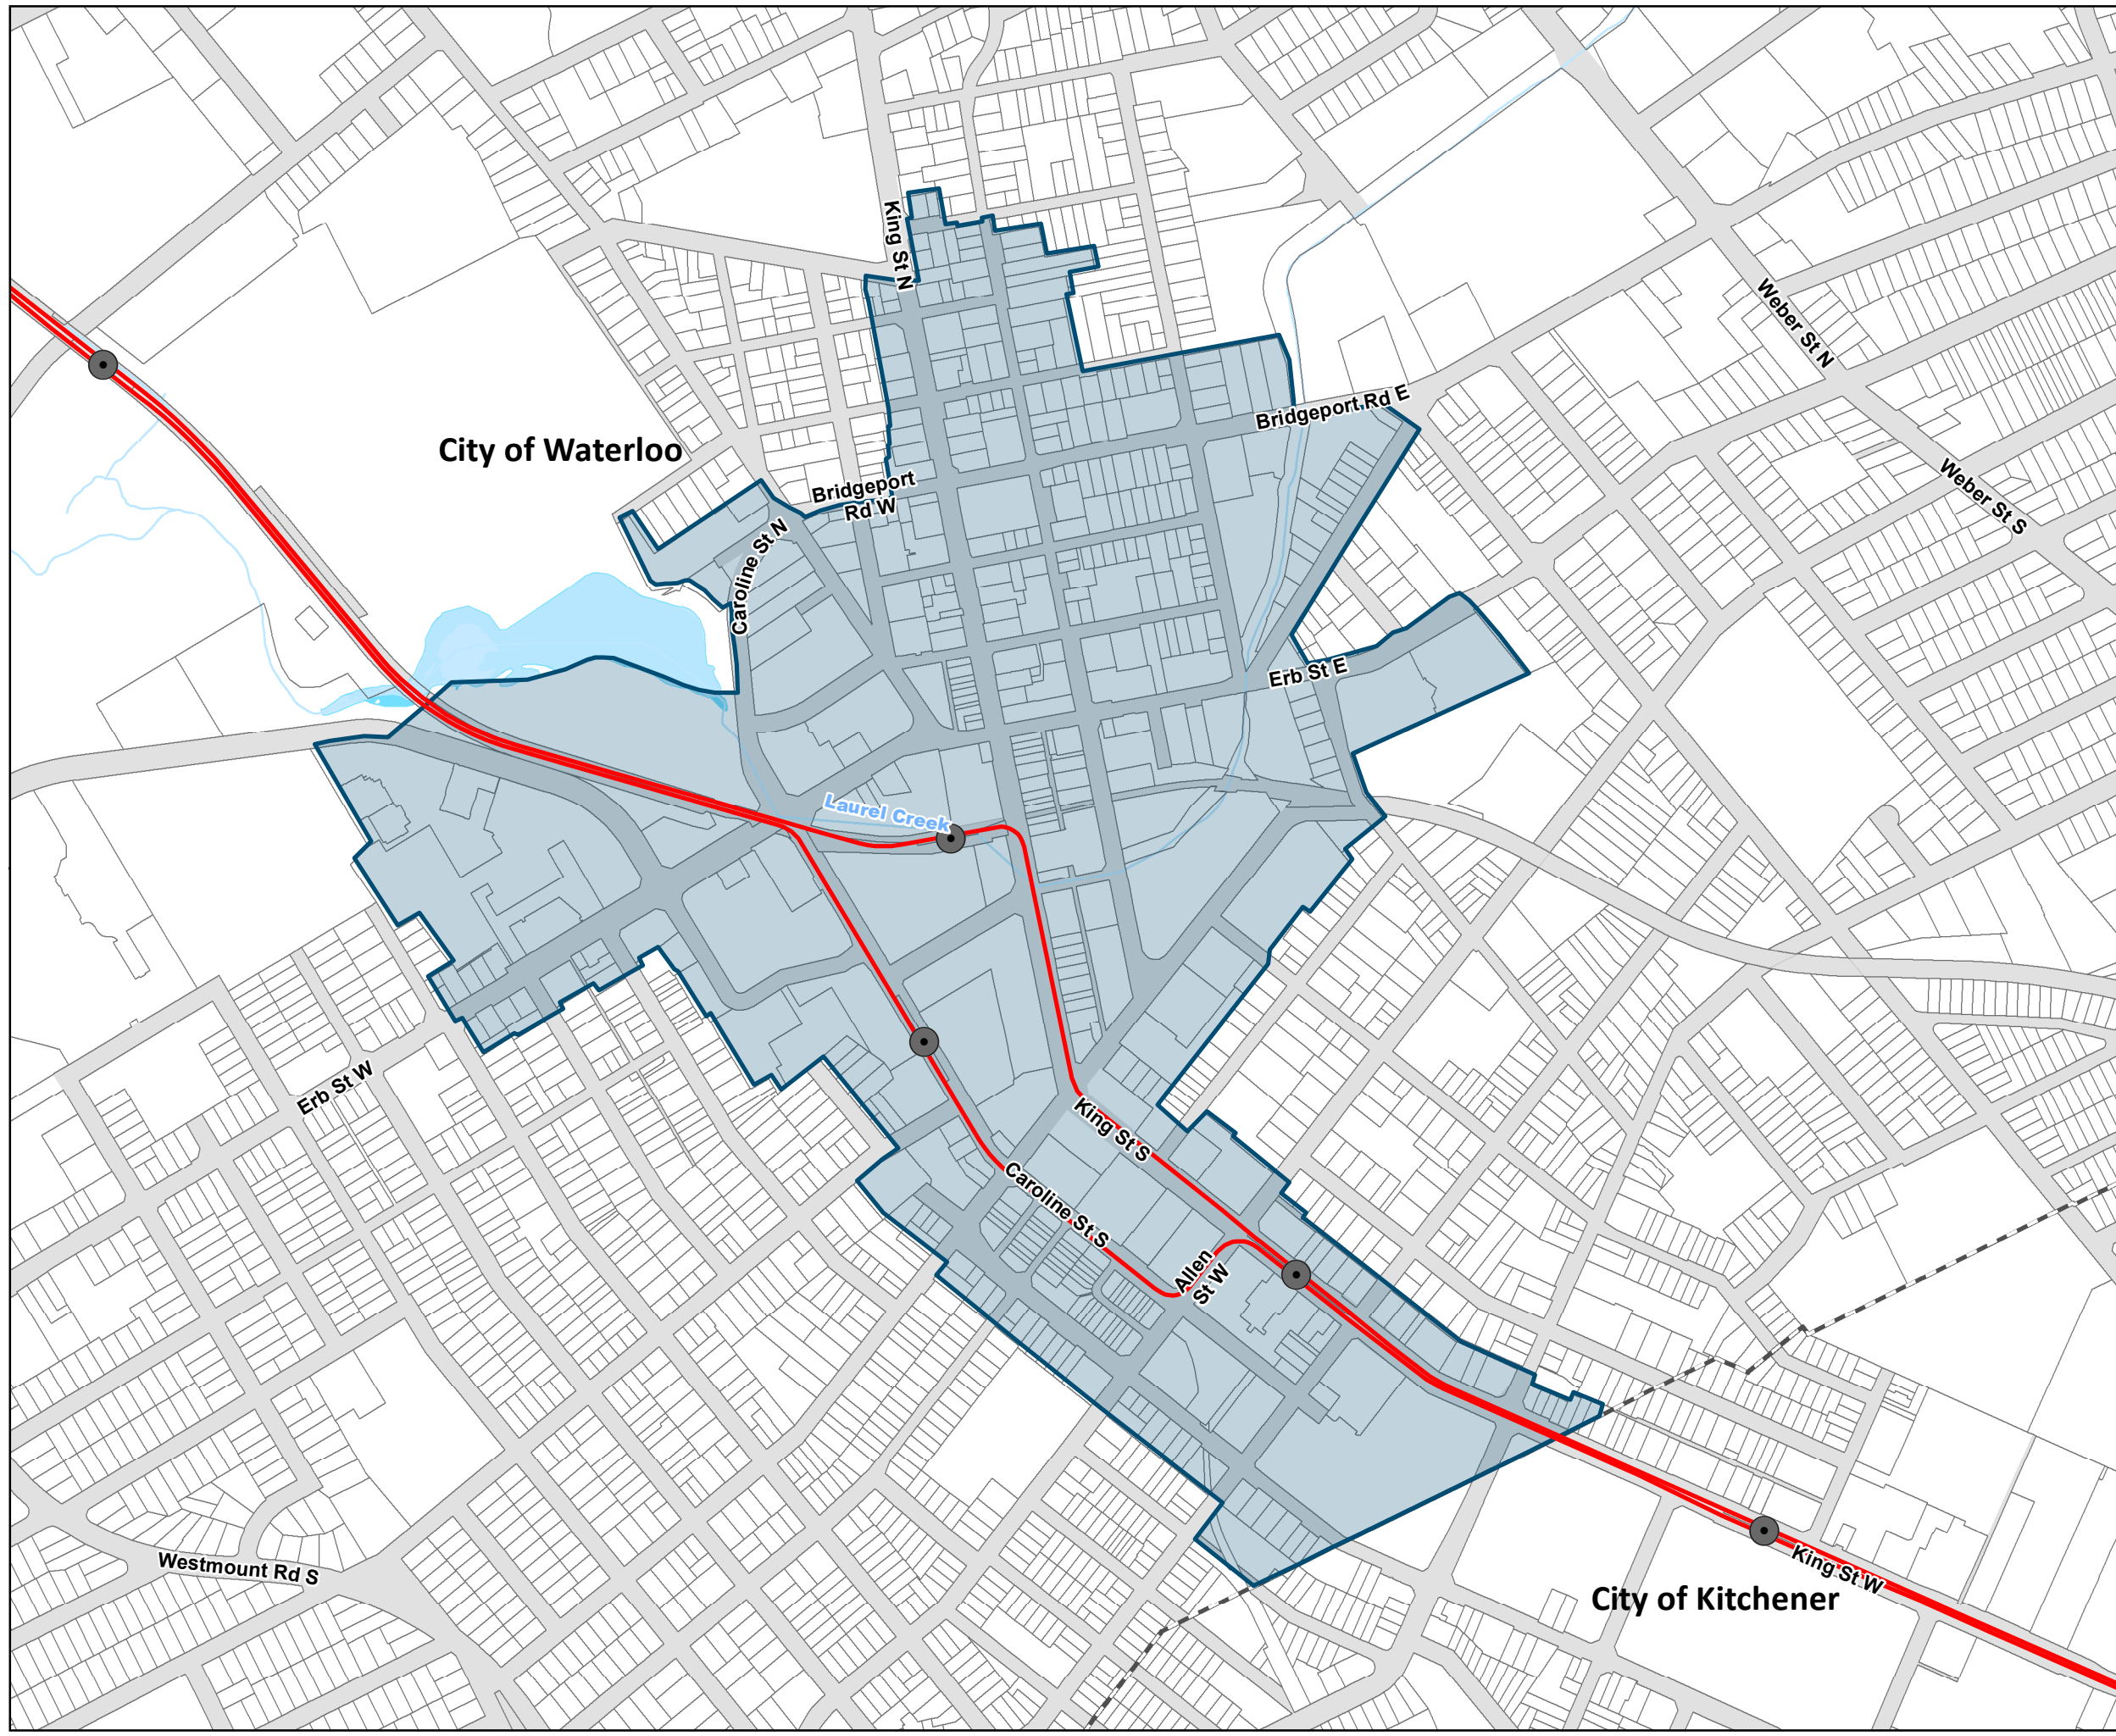 King St N
Weber St N
Bridgeport Rd E
City of Waterloo
Bridgeport
Rd W
Weber St S
Caroline St N
Erb St E
Laurel Creek
Erb St W
King St S
Caroline St S
Allen
St W
Westmount Rd S
King St W
City of Kitchener